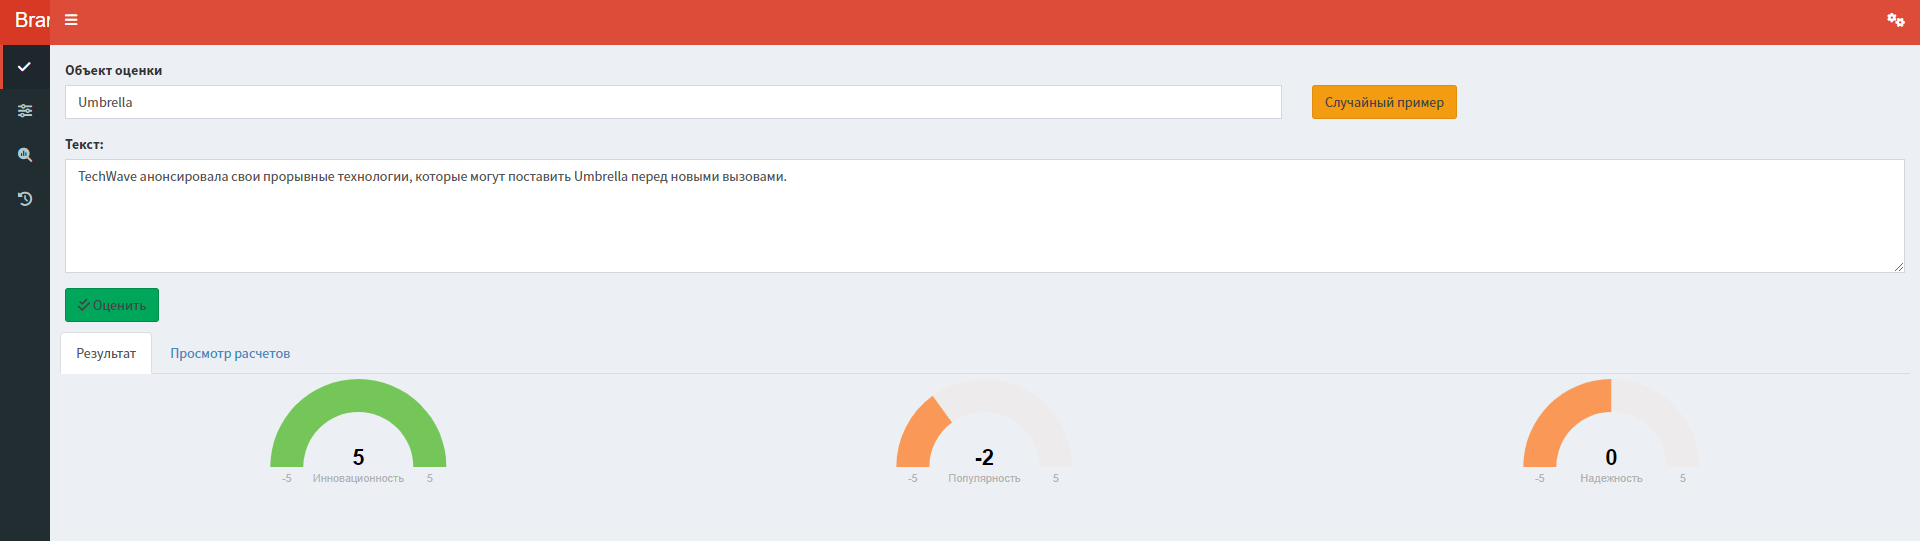 Bran
Объект оценки
Umbrella
Случайный пример
Текст:
TechWave анонсировала свои прорывные технологии, которые могут поставить Umbrella перед новыми вызовами.
Оценить
Результат Просмотр расчетов
5 -2 0
-5 Инновационность 5 -5 Популярность 5 -5 Надежность 5